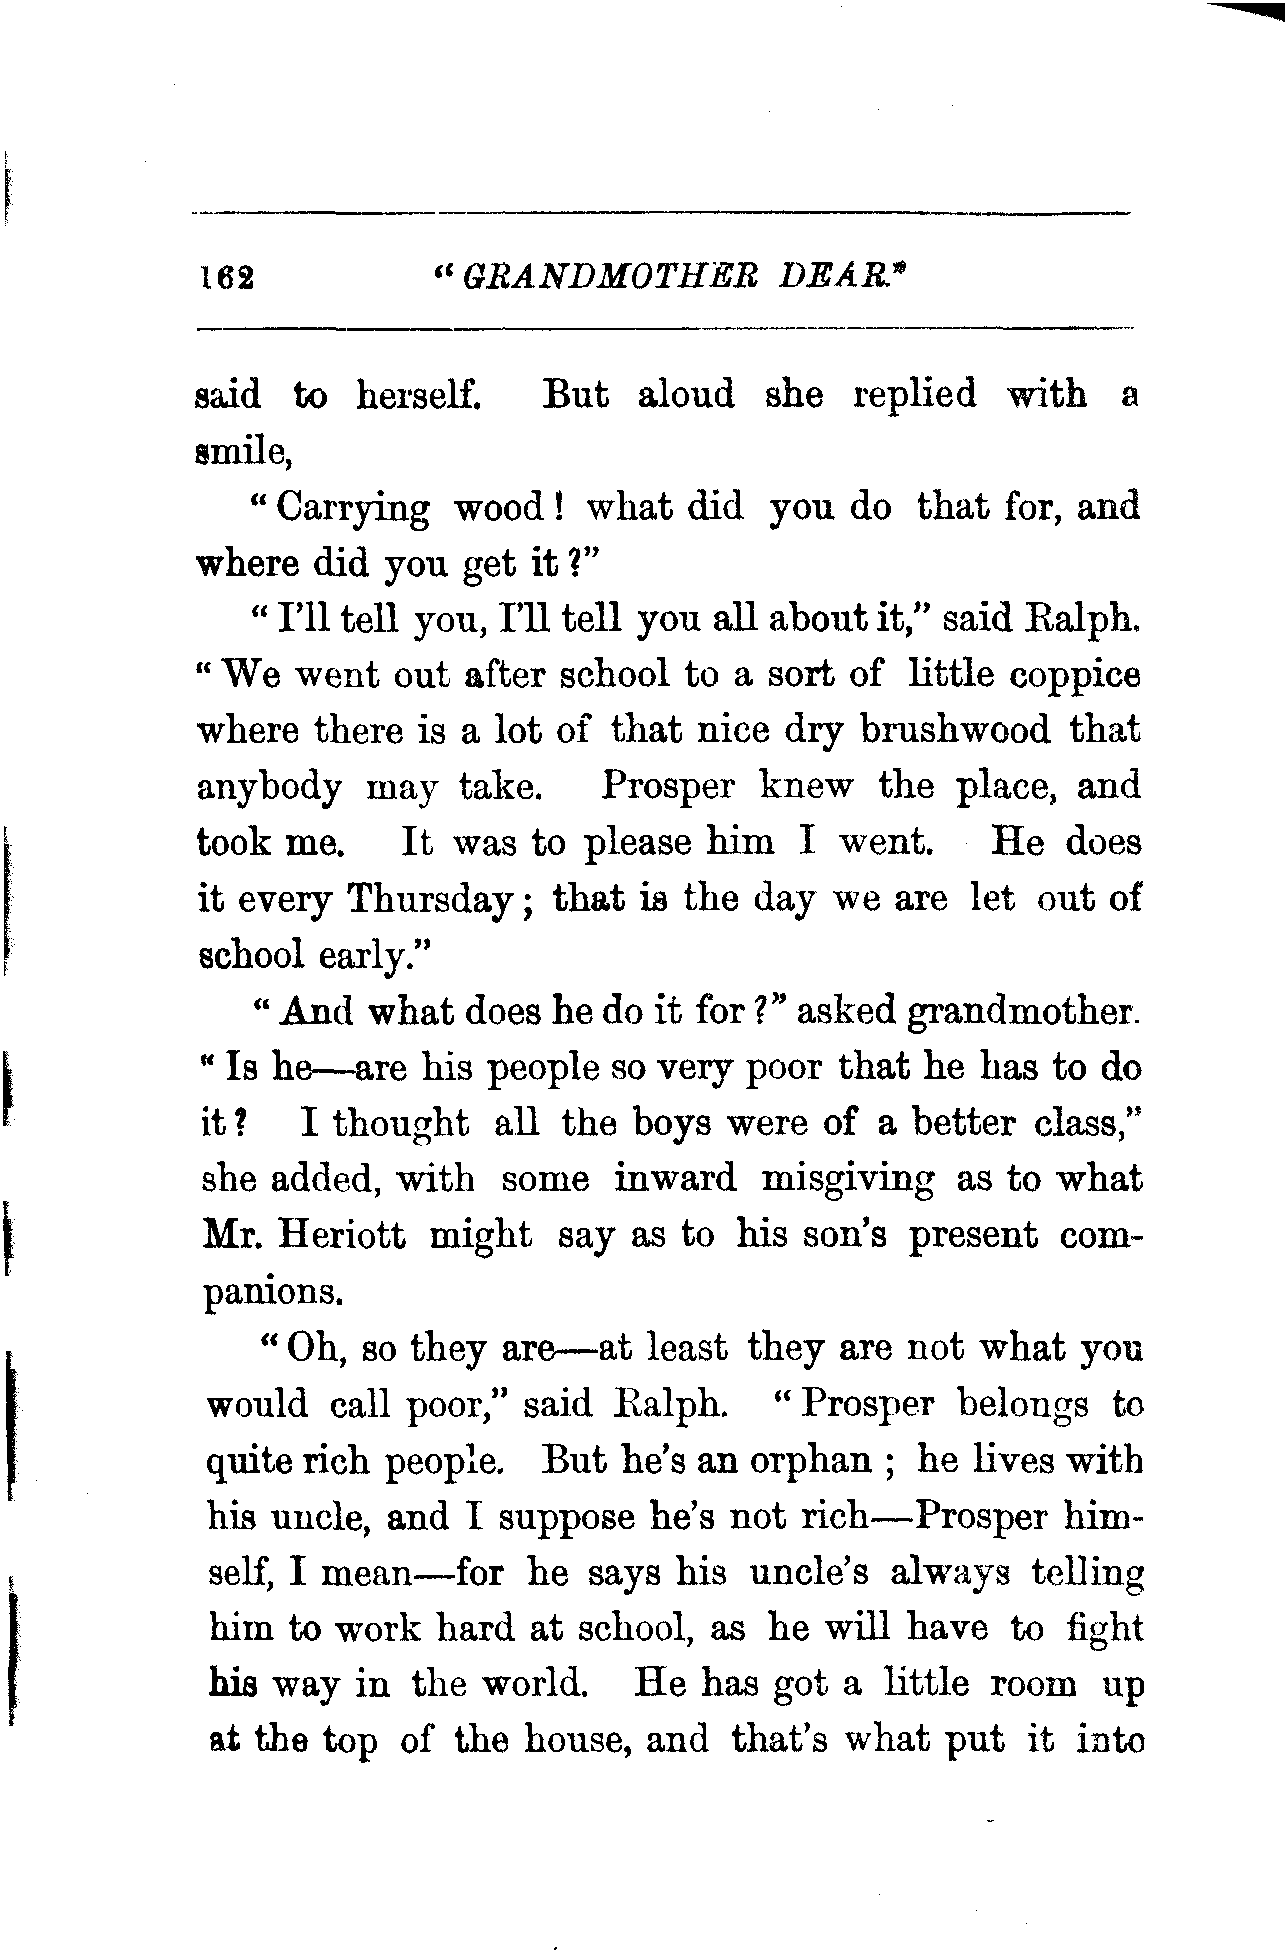 162 "GRANDMOTHER DEAR."
said to herself. But aloud she replied with a
smile,
"Carrying wood! what did you do that for, and
where did you get it?"
"I'll tell you, I'll tell you all about it," said Ralph.
"We went out after school to a sort of little coppice
where there is a lot of that nice dry brushwood that
anybody may take. Prosper knew the place, and
took me. It was to please him I went. He does
it every Thursday; that is the day we are let out of
school early."
"And what does he do it for?" asked grandmother.
"Is he—are his people so very poor that he has to do
it? I thought all the boys were of a better class,"
she added, with some inward misgiving as to what
Mr. Heriott might say as to his son's present com-
panions.
"Oh, so they are—at least they are not what you
would call poor," said Ralph. "Prosper belongs to
quite rich people. But he's an orphan; he lives with
his uncle, and I suppose he's not rich—Prosper him-
self, I mean—for he says his uncle's always telling
him to work hard at school, as he will have to fight
his way in the world. He has got a little room up
at the top of the house, and that's what put it into